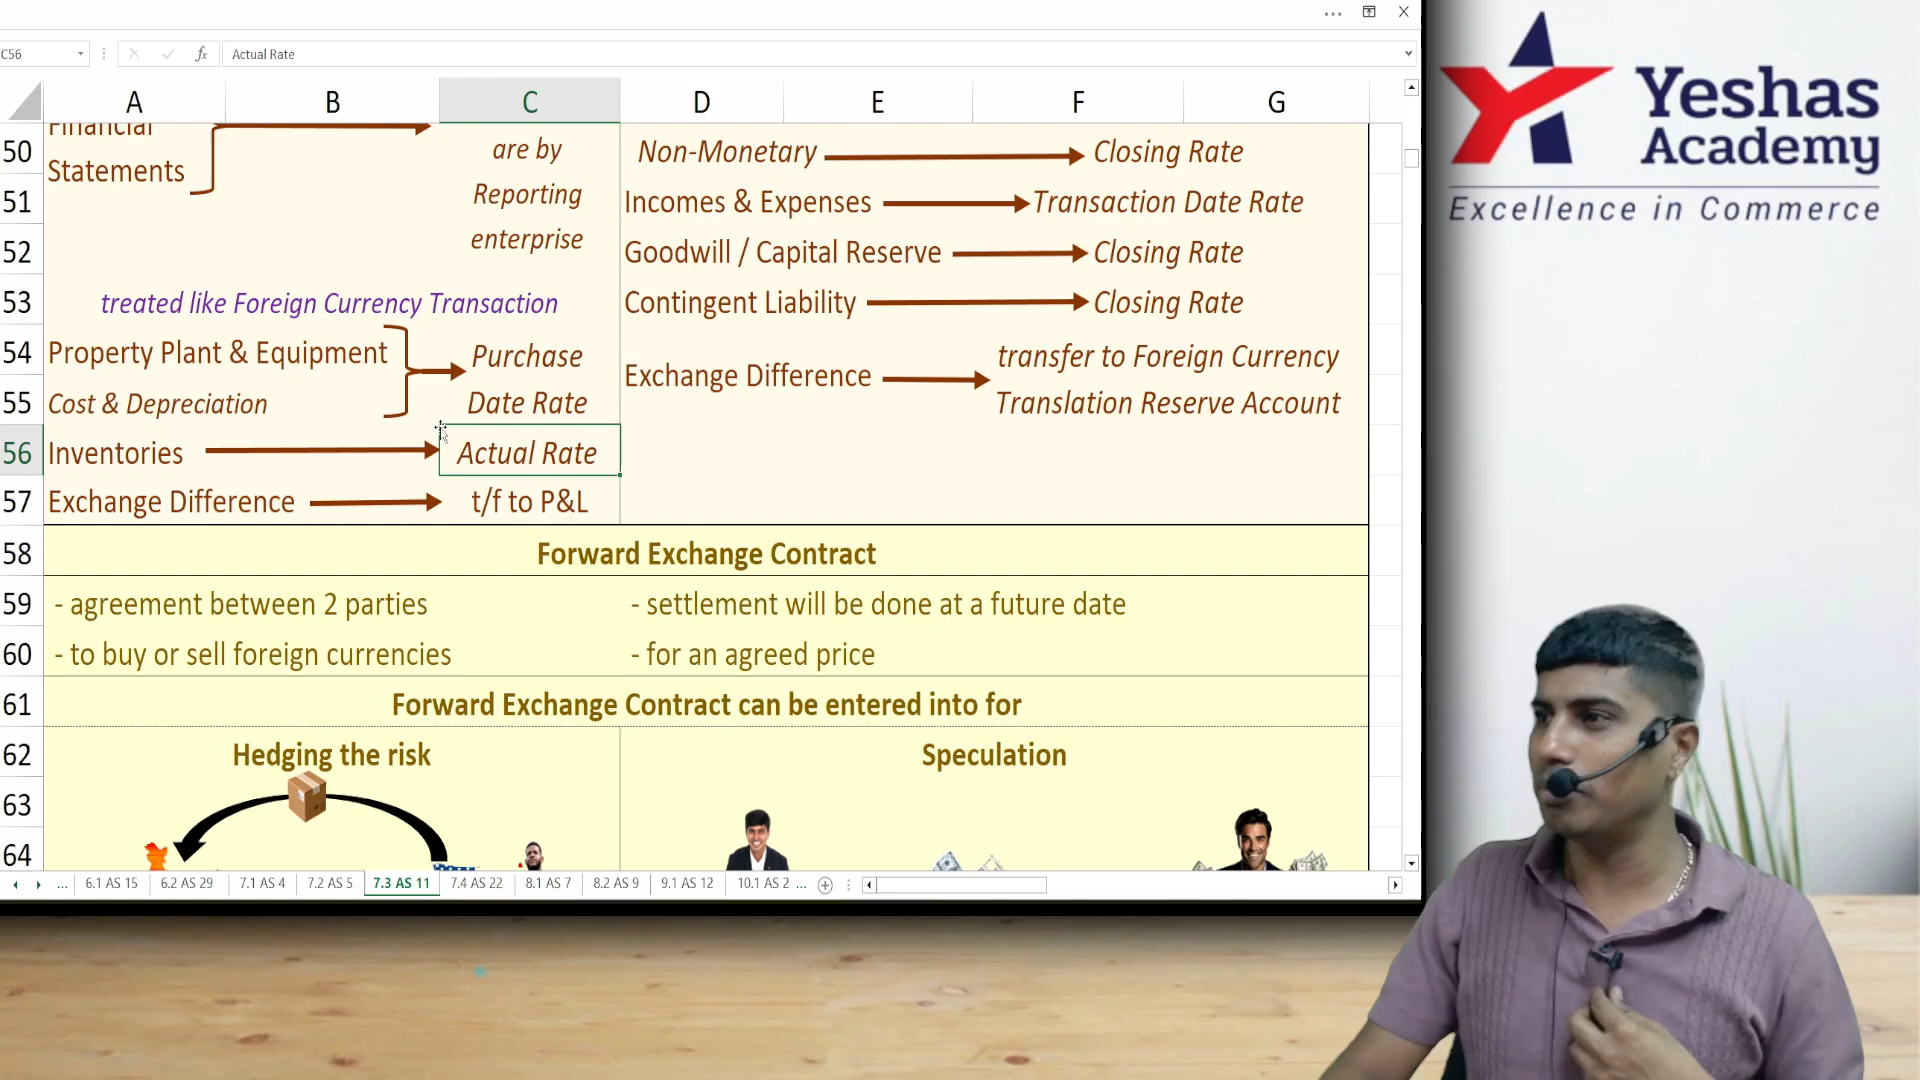 C56
fx
Actual Rate
A B C D E F G
50 Financial
Statements
are by
Reporting
enterprise
Non-Monetary Closing Rate
51 Incomes & Expenses Transaction Date Rate
52 Goodwill / Capital Reserve Closing Rate
53 treated like Foreign Currency Transaction Contingent Liability Closing Rate
54 Property Plant & Equipment Purchase
55 Cost & Depreciation Date Rate
Exchange Difference transfer to Foreign Currency
Translation Reserve Account
56 Inventories Actual Rate
57 Exchange Difference t/f to P&L
58 Forward Exchange Contract
59 - agreement between 2 parties - settlement will be done at a future date
60 - to buy or sell foreign currencies - for an agreed price
61 Forward Exchange Contract can be entered into for
62 Hedging the risk Speculation
63
64
... 6.1 AS 15 6.2 AS 29 7.1 AS 4 7.2 AS 5 7.3 AS 11 7.4 AS 22 8.1 AS 7 8.2 AS 9 9.1 AS 12 10.1 AS 2 ...
Yeshas
Academy
Excellence in Commerce